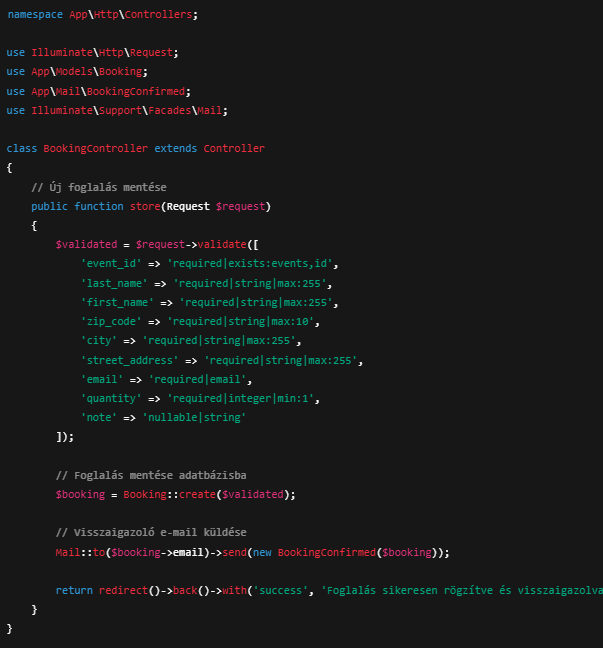 namespace App\Http\Controllers;
use Illuminate\Http\Request;
use App\Models\Booking;
use App\Mail\BookingConfirmed;
use Illuminate\Support\Facades\Mail;
class BookingController extends Controller
{
// Új foglalás mentése
public function store(Request $request)
{
$validated = $request->validate([
'event_id' => 'required|exists:events,id',
'last_name' => 'required|string|max:255',
'first_name' => 'required|string|max:255',
'zip_code' => 'required|string|max:10',
'city' => 'required|string|max:255',
'street_address' => 'required|string|max:255',
'email' => 'required|email',
'quantity' => 'required|integer|min:1',
'note' => 'nullable|string'
]);
// Foglalás mentése adatbázisba
$booking = Booking::create($validated);
// Visszaigazoló e-mail küldése
Mail::to($booking->email)->send(new BookingConfirmed($booking));
return redirect()->back()->with('success', 'Foglalás sikeresen rögzítve és visszaigazolva
}
}